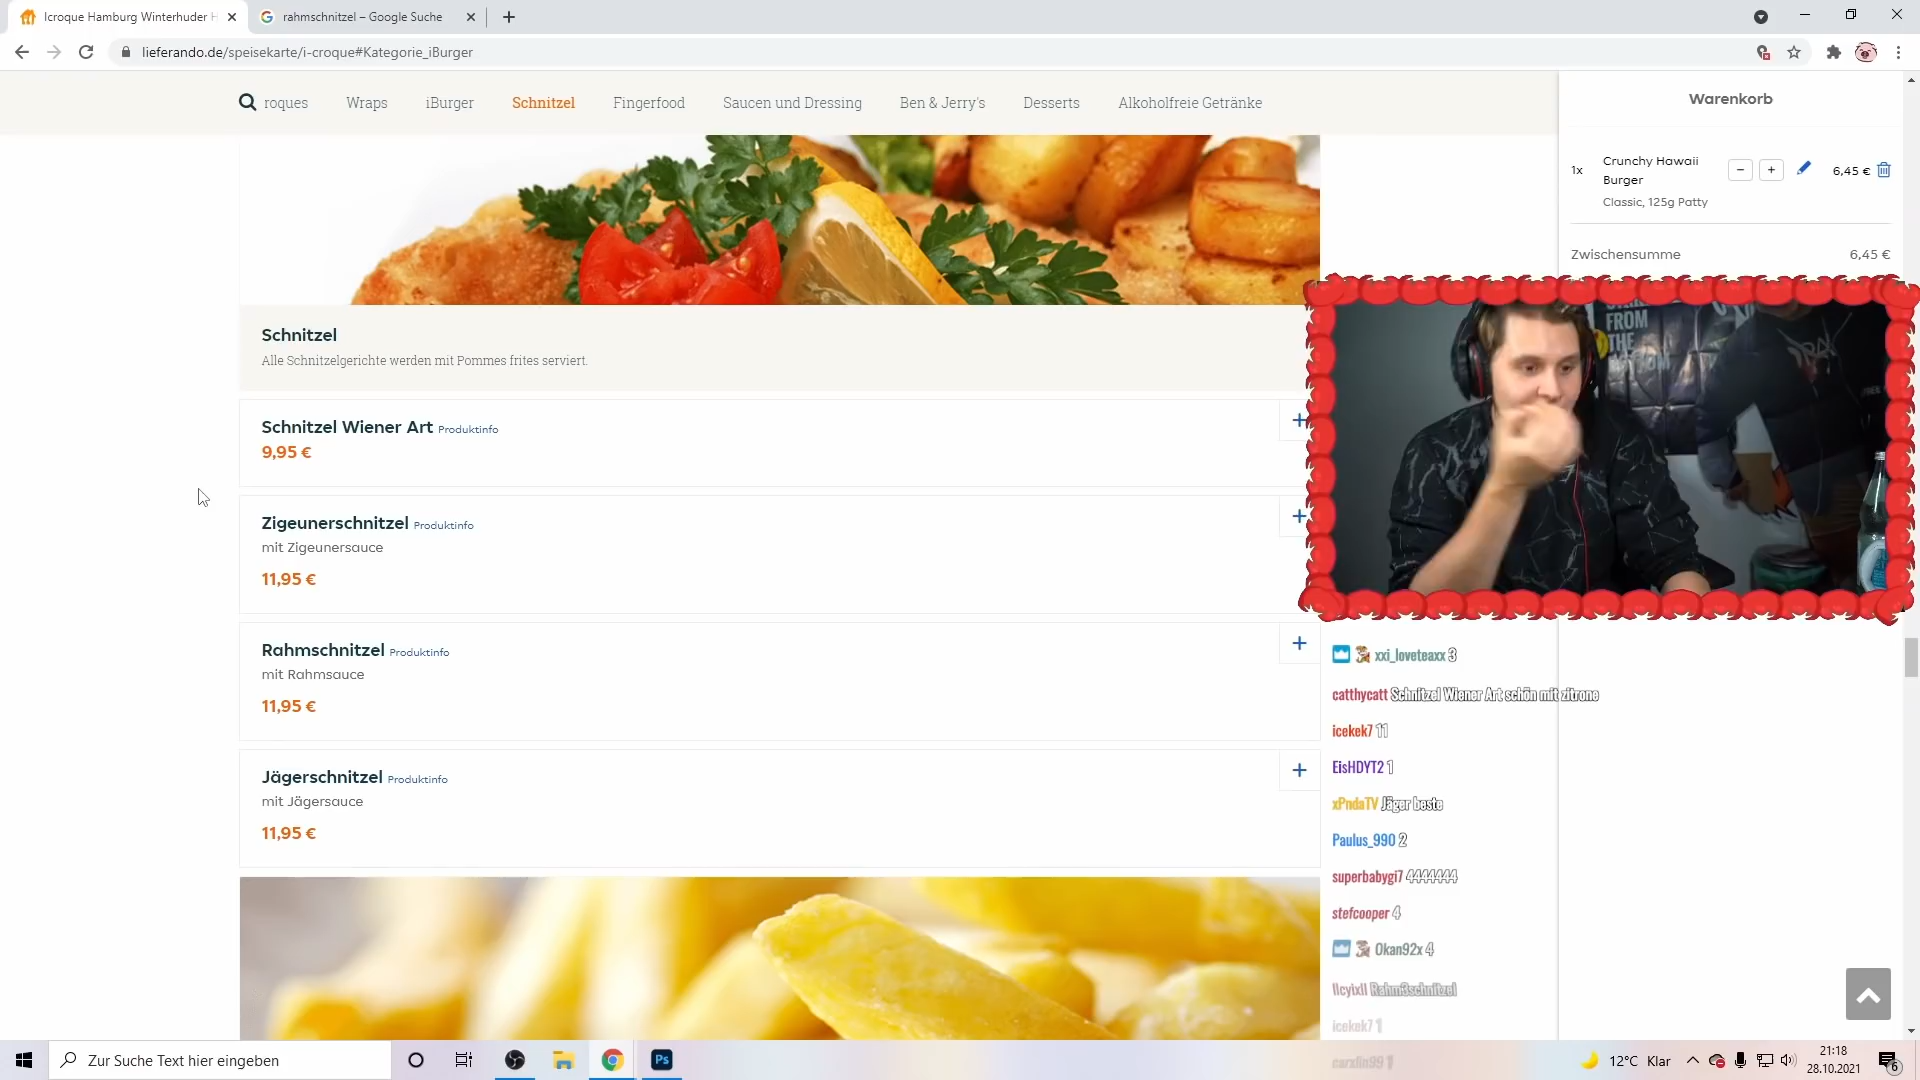 Icroque Hamburg Winterhuder
rahmschnitzel – Google Suche
lieferando.de/speisekarte/i-croque#Kategorie_iBurger
roques
Wraps
iBurger
Schnitzel
Fingerfood
Saucen und Dressing
Ben & Jerry's
Desserts
Alkoholfreie Getränke
Warenkorb
1x
Crunchy Hawaii
Burger
Classic, 125g Patty
− + 6,45 €
Zwischensumme 6,45 €
Schnitzel
Alle Schnitzelgerichte werden mit Pommes frites serviert.
Schnitzel Wiener Art Produktinfo
9,95 €
Zigeunerschnitzel Produktinfo
mit Zigeunersauce
11,95 €
Rahmschnitzel Produktinfo
mit Rahmsauce
11,95 €
Jägerschnitzel Produktinfo
mit Jägersauce
11,95 €
FROM
THE
xxi_loveteaxx 3
catthycatt Schnitzel Wiener Art schön mit zitrone
icekek7 11
EisHDYT2 1
xPndaTV Jäger beste
Paulus_990 2
superbabygi7 4444444
stefcooper 4
Okan92x 4
Rahm3schnitzel
icekek7 1
Zur Suche Text hier eingeben
Ps
12°C Klar
21:18
28.10.2021
6